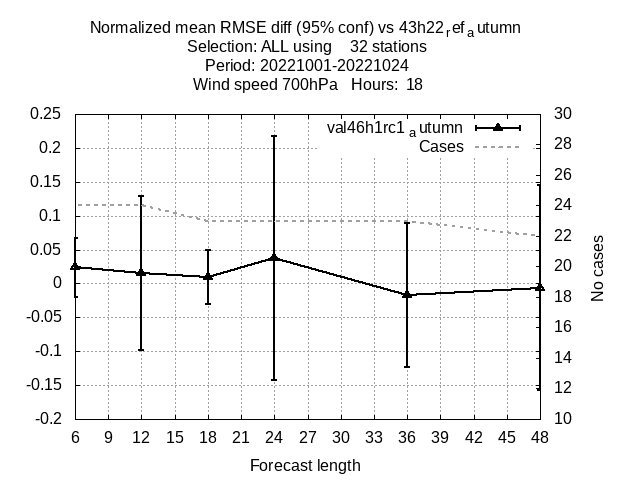 Normalized mean RMSE diff (95% conf) vs 43h22refautumn
Selection: ALL using 32 stations
Period: 20221001-20221024
Wind speed 700hPa Hours: 18
val46h1rc1autumn
Cases
0.25
0.2
0.15
0.1
0.05
0
-0.05
-0.1
-0.15
-0.2
30
28
26
24
22
20
18
16
14
12
10
No cases
6 9 12 15 18 21 24 27 30 33 36 39 42 45 48
Forecast length